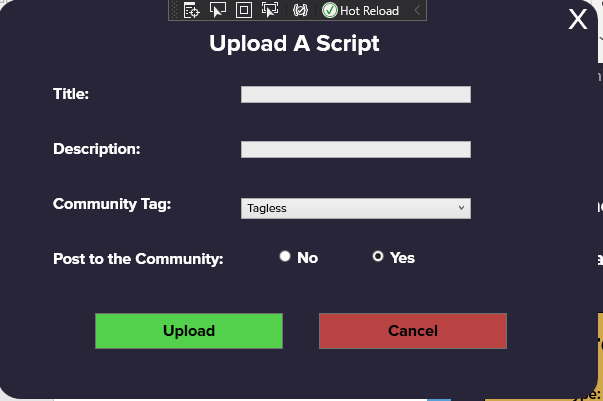 Hot Reload
X
Upload A Script
Title:
Description:
Community Tag:
Tagless
Post to the Community:
No
Yes
Upload
Cancel